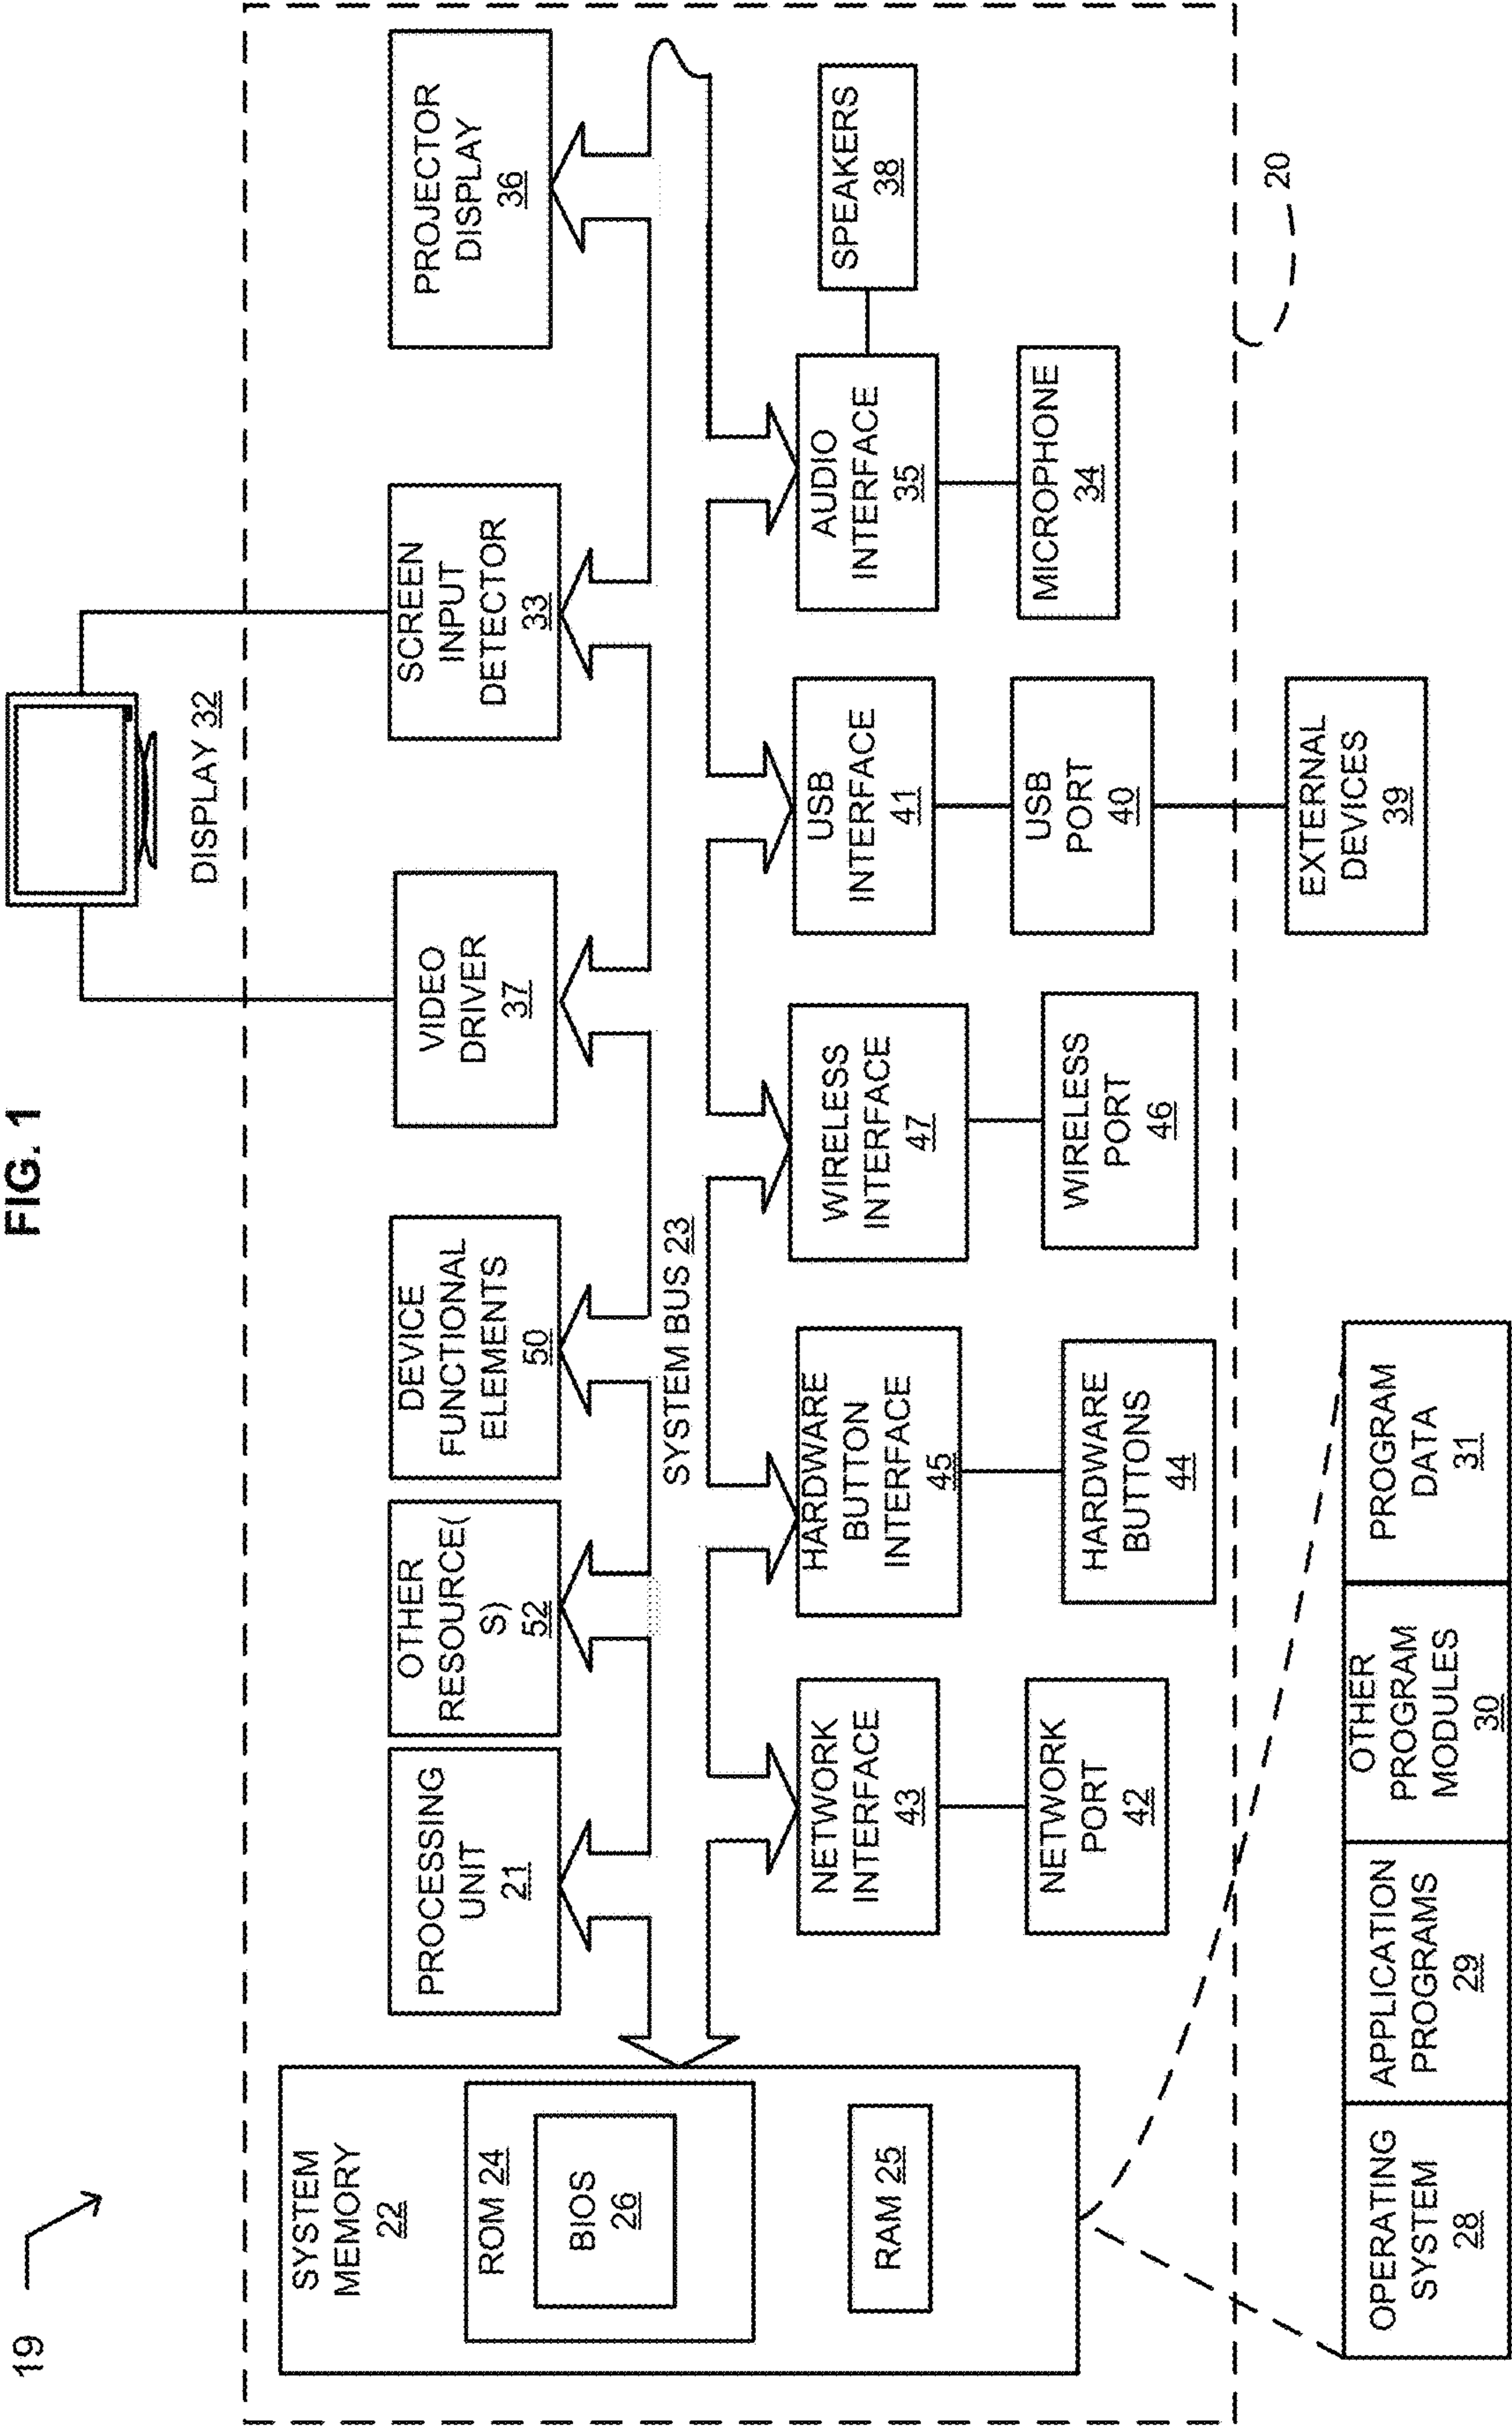 FIG. 1
19
DISPLAY 32
SYSTEM
MEMORY
22
ROM 24
BIOS
26
RAM 25
PROCESSING
UNIT
21
OTHER
RESOURCE(
S)
52
DEVICE
FUNCTIONAL
ELEMENTS
50
VIDEO
DRIVER
37
SCREEN
INPUT
DETECTOR
33
PROJECTOR
DISPLAY
36
SYSTEM BUS 23
NETWORK
INTERFACE
43
HARDWARE
BUTTON
INTERFACE
45
WIRELESS
INTERFACE
47
USB
INTERFACE
41
AUDIO
INTERFACE
35
SPEAKERS
38
NETWORK
PORT
42
HARDWARE
BUTTONS
44
WIRELESS
PORT
46
USB
PORT
40
MICROPHONE
34
20
OPERATING
SYSTEM
28
APPLICATION
PROGRAMS
29
OTHER
PROGRAM
MODULES
30
PROGRAM
DATA
31
EXTERNAL
DEVICES
39